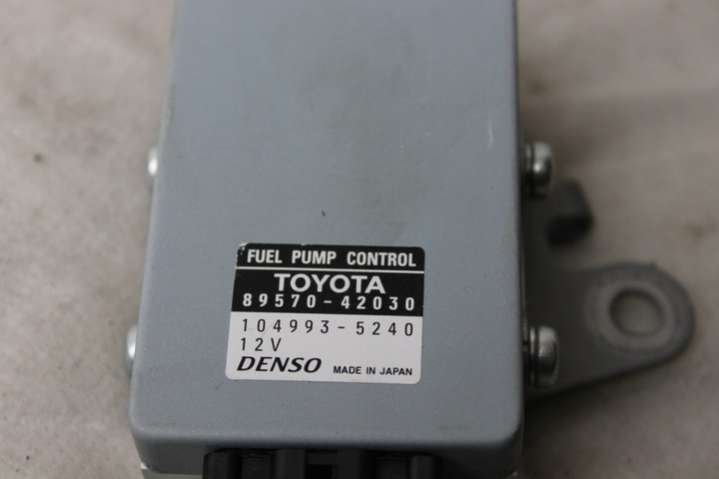 FUEL PUMP CONTROL
TOYOTA
89570-42030
104993-5240
12V
DENSO MADE IN JAPAN